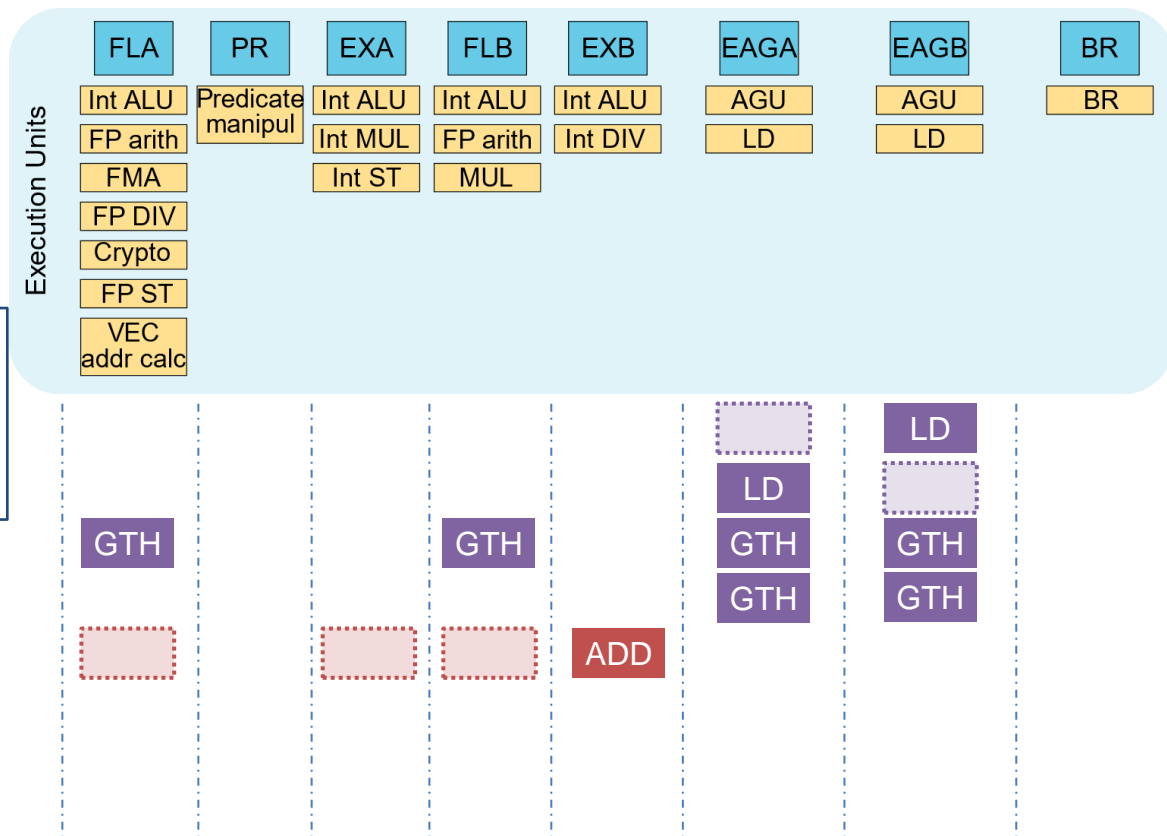 Execution Units
FLA
PR
EXA
FLB
EXB
EAGA
EAGB
BR
Int ALU
Predicate
manipul
Int ALU
Int ALU
Int ALU
AGU
AGU
BR
FP arith
Int MUL
FP arith
Int DIV
LD
LD
FMA
Int ST
MUL
FP DIV
Crypto
FP ST
VEC
addr calc
LD
LD
GTH
GTH
GTH
GTH
GTH
GTH
ADD